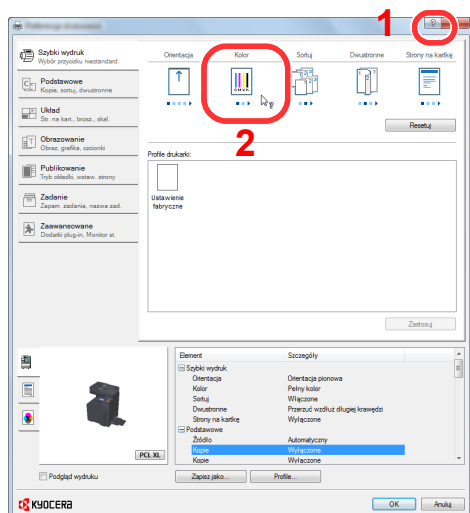 1
?
Szybki wydruk
Wybór przypisku niestandard.
Orientacja
Kolor
Sortuj
Dwustronne
Strony na kartkę
CMYK
Podstawowe
Kopie, sortuj, dwustronne
Układ
Str. na kart., brosz., skal.
Resetuj
2
Obrazowanie
Obraz, grafika, czcionki
Profile drukarki:
Publikowanie
Tryb okładki, wstaw. strony
Zadanie
Zapam. zadania, nazwa zad.
Ustawienie
fabryczne
Zaawansowane
Dodatki plug-in, Monitor st.
Zastosuj
Element
Szczegóły
Szybki wydruk
Orientacja
Orientacja pionowa
Kolor
Pełny kolor
Sortuj
Włączone
Dwustronne
Przerzuć wzdłuż długiej krawędzi
Strony na kartkę
Wyłączone
Podstawowe
Źródło
Automatyczny
Kopie
Wyłączone
Kopie
Wyłączone
PCL XL
Podgląd wydruku
Zapisz jako...
Profile...
KYOCERA
OK
Anuluj